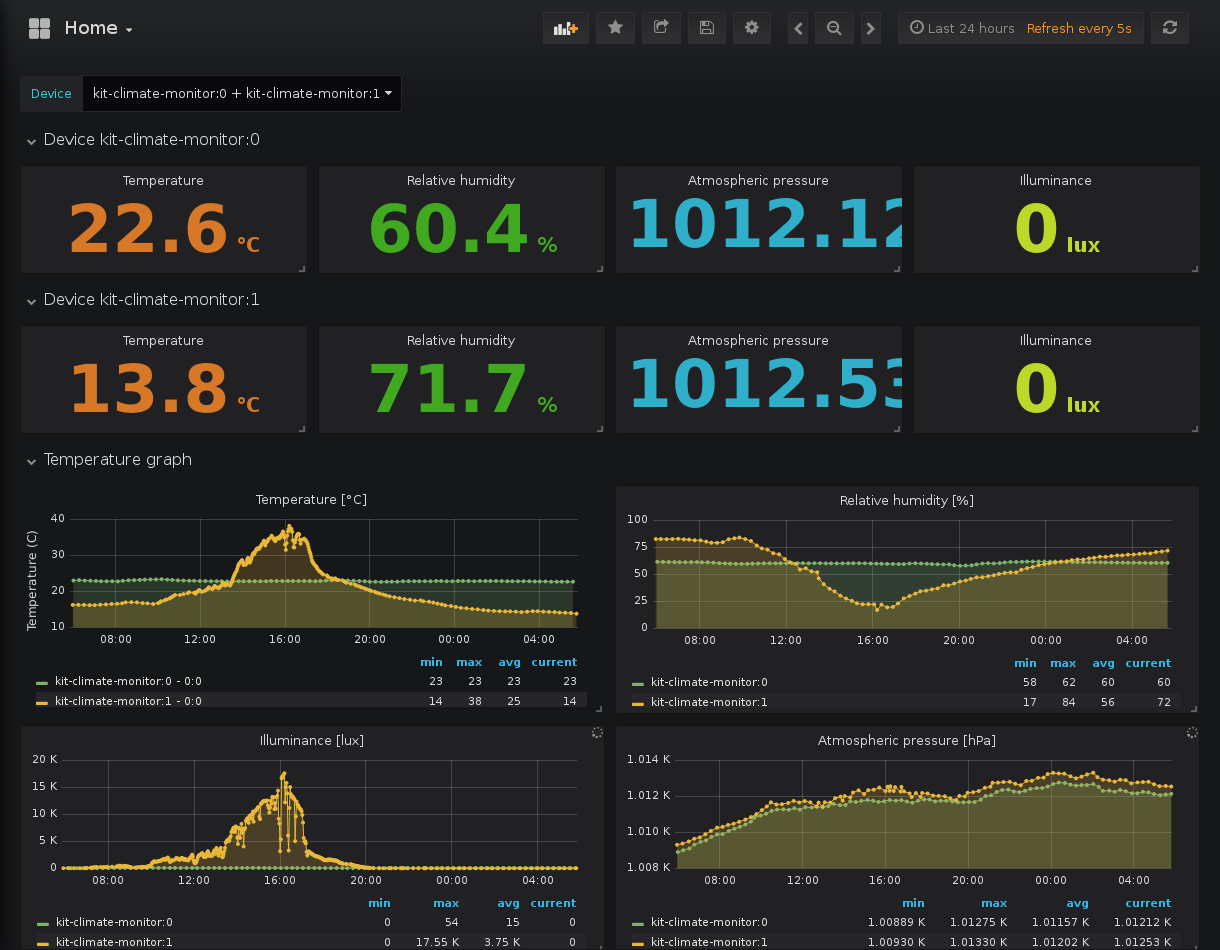 Home
Last 24 hours Refresh every 5s
Device kit-climate-monitor:0 + kit-climate-monitor:1
Device kit-climate-monitor:0
Temperature Relative humidity Atmospheric pressure Illuminance
22.6 °C 60.4 % 1012.12 0 lux
Device kit-climate-monitor:1
Temperature Relative humidity Atmospheric pressure Illuminance
13.8 °C 71.7 % 1012.53 0 lux
Temperature graph
Temperature [°C]
Temperature (C)
40
30
20
10
08:00 12:00 16:00 20:00 00:00 04:00
min max avg current
kit-climate-monitor:0 - 0:0 23 23 23 23
kit-climate-monitor:1 - 0:0 14 38 25 14
Relative humidity [%]
100
75
50
25
0
08:00 12:00 16:00 20:00 00:00 04:00
min max avg current
kit-climate-monitor:0 58 62 60 60
kit-climate-monitor:1 17 84 56 72
Illuminance [lux]
20 K
15 K
10 K
5 K
0
08:00 12:00 16:00 20:00 00:00 04:00
min max avg current
kit-climate-monitor:0 0 54 15 0
kit-climate-monitor:1 0 17.55 K 3.75 K 0
Atmospheric pressure [hPa]
1.014 K
1.012 K
1.010 K
1.008 K
08:00 12:00 16:00 20:00 00:00 04:00
min max avg current
kit-climate-monitor:0 1.00889 K 1.01275 K 1.01157 K 1.01212 K
kit-climate-monitor:1 1.00930 K 1.01330 K 1.01202 K 1.01253 K